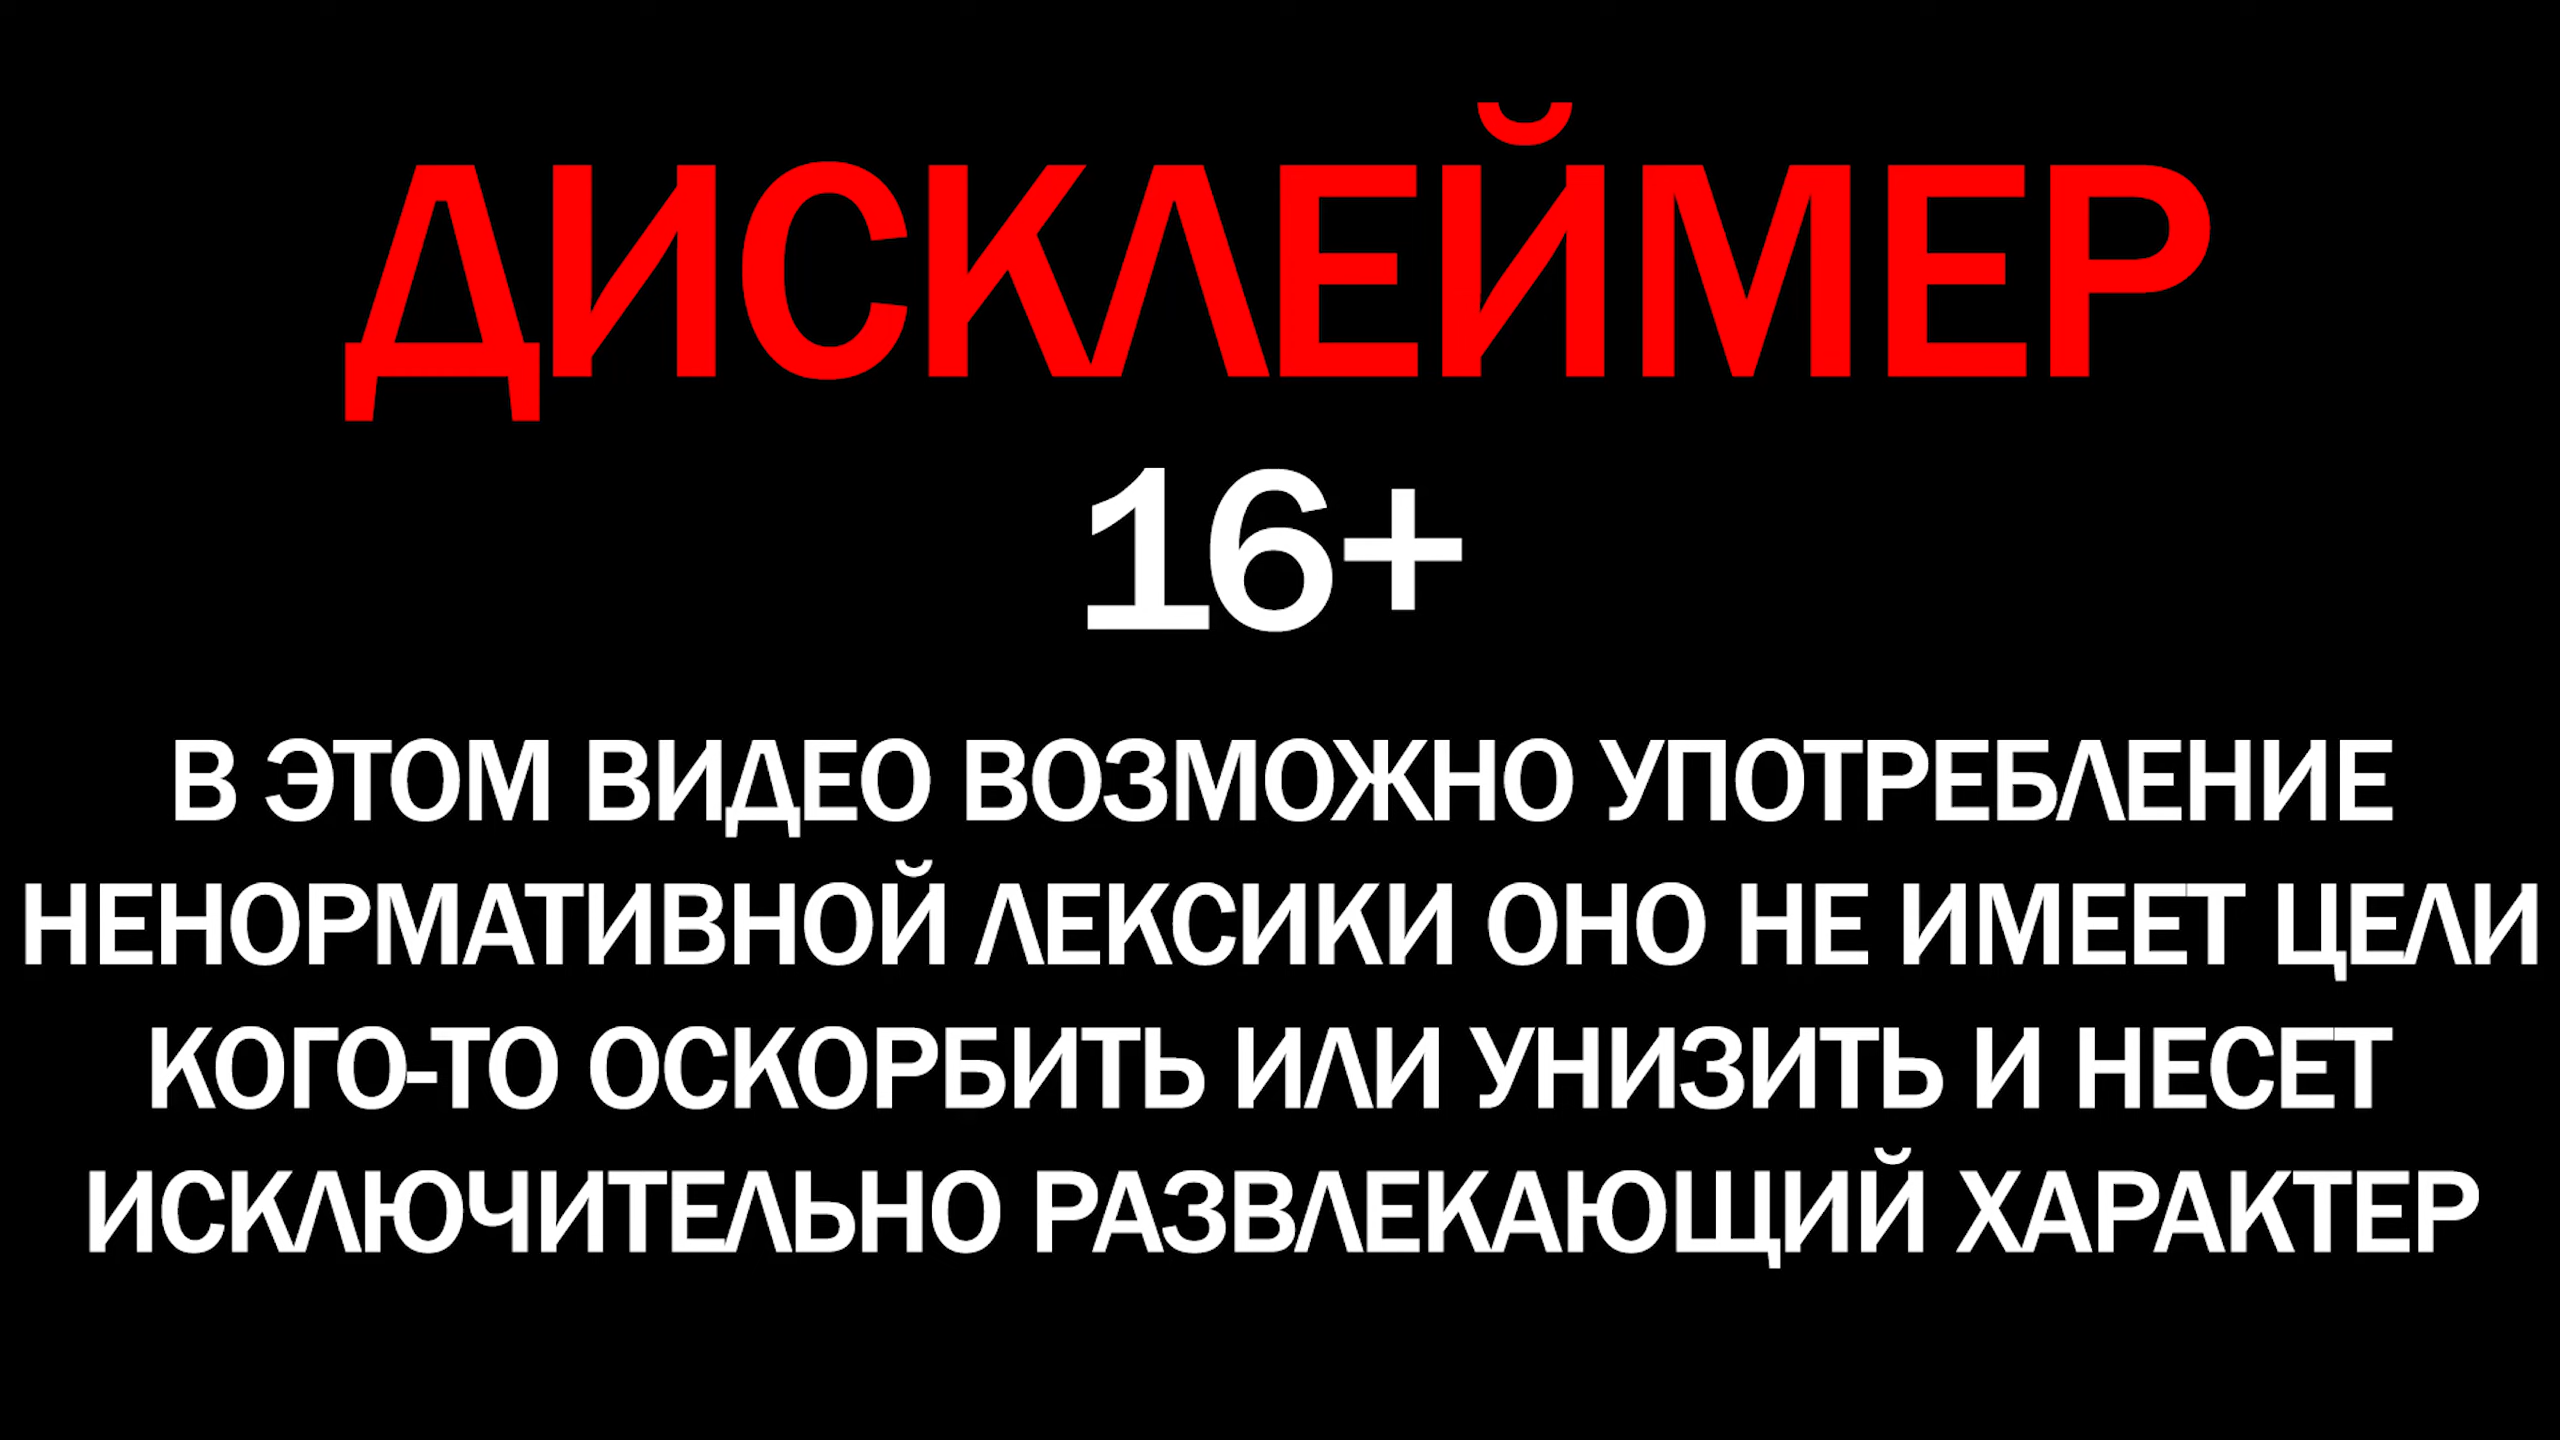 ДИСКЛЕЙМЕР
16+
В ЭТОМ ВИДЕО ВОЗМОЖНО УПОТРЕБЛЕНИЕ
НЕНОРМАТИВНОЙ ЛЕКСИКИ ОНО НЕ ИМЕЕТ ЦЕЛИ
КОГО-ТО ОСКОРБИТЬ ИЛИ УНИЗИТЬ И НЕСЕТ
ИСКЛЮЧИТЕЛЬНО РАЗВЛЕКАЮЩИЙ ХАРАКТЕР